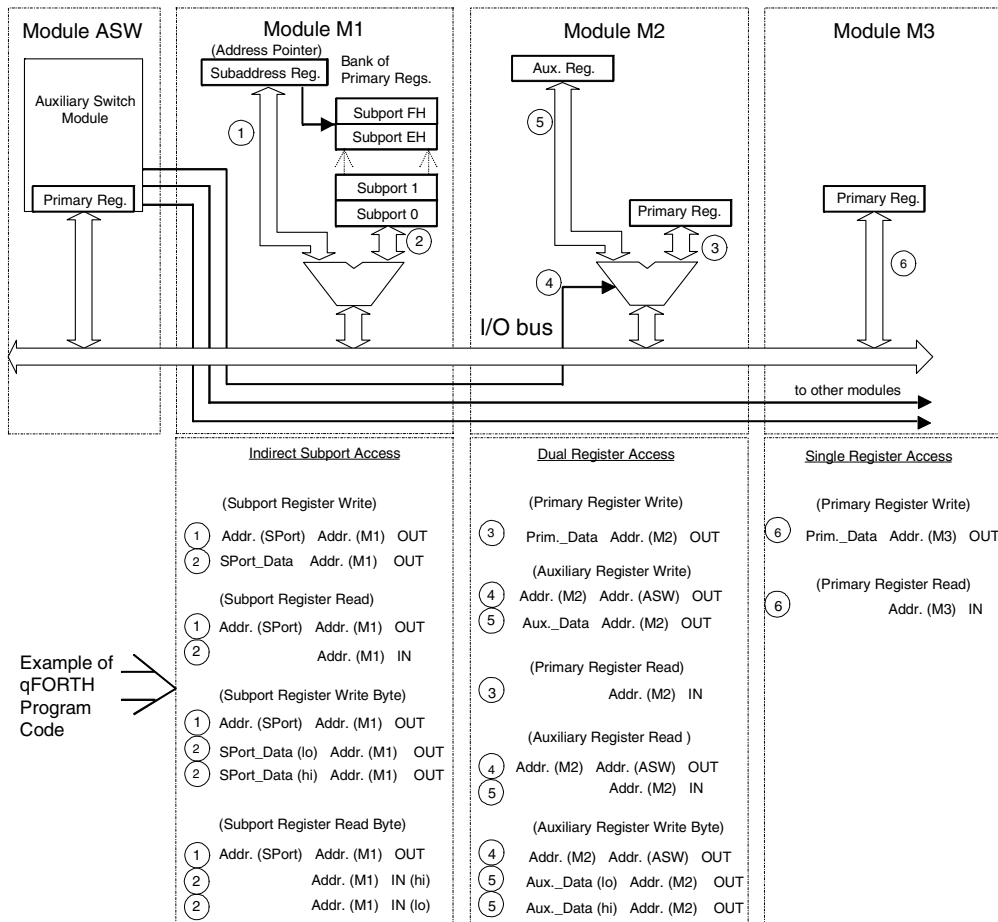 Module ASW
Auxiliary Switch
Module
Primary Reg.
Module M1
(Address Pointer)
Subaddress Reg.
Bank of
Primary Regs.
Subport FH
Subport EH
Subport 1
Subport 0
1
2
Module M2
Aux. Reg.
5
Primary Reg.
3
4
Module M3
Primary Reg.
6
I/O bus
to other modules
Example of
qFORTH
Program
Code
Indirect Subport Access
(Subport Register Write)
1 Addr. (SPort) Addr. (M1) OUT
2 SPort_Data Addr. (M1) OUT
(Subport Register Read)
1 Addr. (SPort) Addr. (M1) OUT
2 Addr. (M1) IN
(Subport Register Write Byte)
1 Addr. (SPort) Addr. (M1) OUT
2 SPort_Data (lo) Addr. (M1) OUT
2 SPort_Data (hi) Addr. (M1) OUT
(Subport Register Read Byte)
1 Addr. (SPort) Addr. (M1) OUT
2 Addr. (M1) IN (hi)
2 Addr. (M1) IN (lo)
Dual Register Access
(Primary Register Write)
3 Prim._Data Addr. (M2) OUT
(Auxiliary Register Write)
4 Addr. (M2) Addr. (ASW) OUT
5 Aux._Data Addr. (M2) OUT
(Primary Register Read)
3 Addr. (M2) IN
(Auxiliary Register Read )
4 Addr. (M2) Addr. (ASW) OUT
5 Addr. (M2) IN
(Auxiliary Register Write Byte)
4 Addr. (M2) Addr. (ASW) OUT
5 Aux._Data (lo) Addr. (M2) OUT
5 Aux._Data (hi) Addr. (M2) OUT
Single Register Access
(Primary Register Write)
6 Prim._Data Addr. (M3) OUT
(Primary Register Read)
6 Addr. (M3) IN